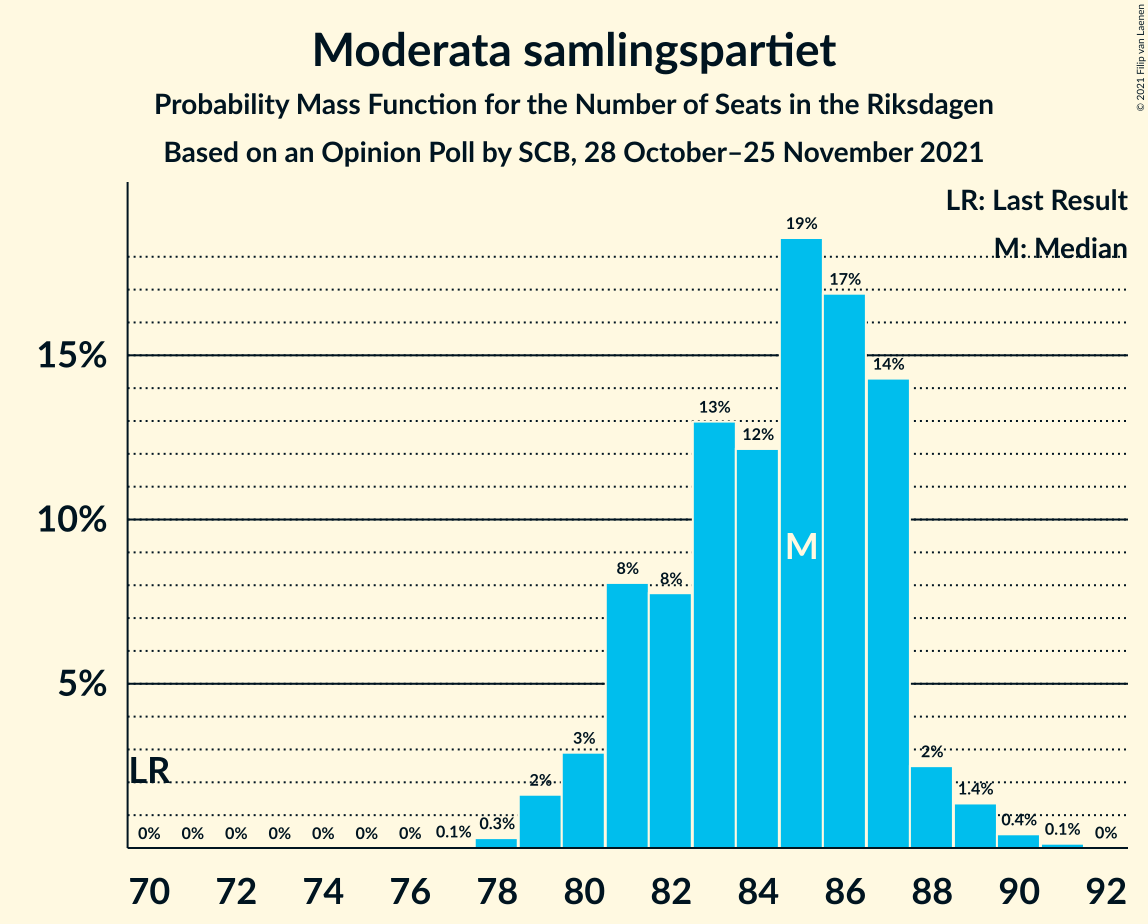 Moderata samlingspartiet
Probability Mass Function for the Number of Seats in the Riksdagen
Based on an Opinion Poll by SCB, 28 October–25 November 2021
© 2021 Filip van Laenen
LR: Last Result
M: Median
15%
10%
5%
LR
M
0%
0%
0%
0%
0%
0%
0%
0.1%
0.3%
2%
3%
8%
8%
13%
12%
19%
17%
14%
2%
1.4%
0.4%
0.1%
0%
70 72 74 76 78 80 82 84 86 88 90 92